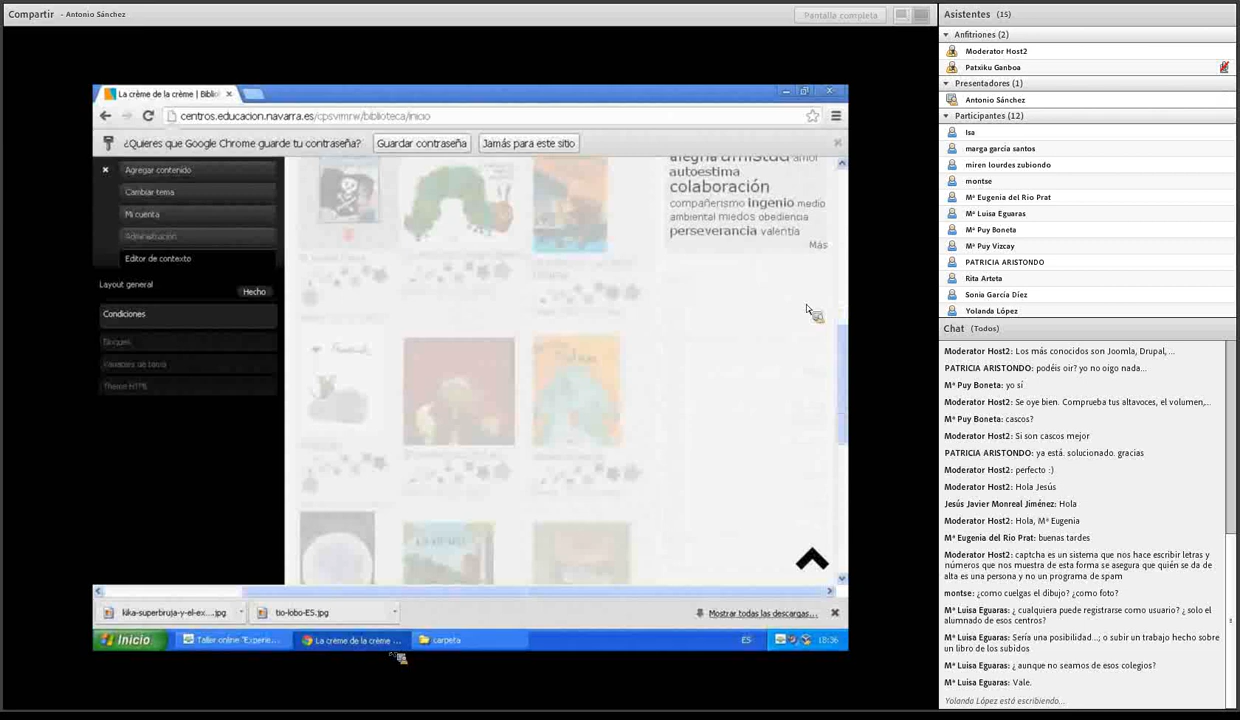 Compartir - Antonio Sánchez
Pantalla completa
La crème de la crème | Biblio
centros.educacion.navarra.es/cpsvimrw/biblioteca/inicio
¿Quieres que Google Chrome guarde tu contraseña? Guardar contraseña Jamás para este sitio
Agregar contenido
Cambiar tema
Mi cuenta
Administración
Editor de contexto
Layout general
Hecho
Condiciones
Bloques
Variables de tema
Theme HTML
alegría amistad amor
autoestima
colaboración
compañerismo ingenio medio
ambiental miedos obediencia
perseverancia valentía
Más
kika-superbruja-y-el-ex....jpg
tio-lobo-ES.jpg
Mostrar todas las descargas...
Inicio
Taller online "Experie...
La crème de la crème ...
carpeta
ES
18:36
Asistentes (15)
Anfitriones (2)
Moderator Host2
Patxiku Ganboa
Presentadores (1)
Antonio Sánchez
Participantes (12)
Isa
marga garcía santos
miren lourdes zubiondo
montse
Mª Eugenia del Rio Prat
Mª Luisa Eguaras
Mª Puy Boneta
Mª Puy Vizcay
PATRICIA ARISTONDO
Rita Arteta
Sonia García Díez
Yolanda López
Chat (Todos)
Moderator Host2: Los más conocidos son Joomla, Drupal,...
PATRICIA ARISTONDO: podéis oir? yo no oigo nada...
Mª Puy Boneta: yo sí
Moderator Host2: Se oye bien. Comprueba tus altavoces, el volumen,...
Mª Puy Boneta: cascos?
Moderator Host2: Si son cascos mejor
PATRICIA ARISTONDO: ya está. solucionado. gracias
Moderator Host2: perfecto :)
Moderator Host2: Hola Jesús
Jesús Javier Monreal Jiménez: Hola
Moderator Host2: Hola, Mª Eugenia
Mª Eugenia del Rio Prat: buenas tardes
Moderator Host2: captcha es un sistema que nos hace escribir letras y
números que nos muestra de esta forma se asegura que quién se da de
alta es una persona y no un programa de spam
montse: ¿como cuelgas el dibujo? ¿como foto?
Mª Luisa Eguaras: ¿ cualquiera puede registrarse como usuario? ¿ solo el
alumnado de esos centros?
Mª Luisa Eguaras: Sería una posibilidad...; o subir un trabajo hecho sobre
un libro de los subidos
Mª Luisa Eguaras: ¿ aunque no seamos de esos colegios?
Mª Luisa Eguaras: Vale.
Yolanda López está escribiendo...